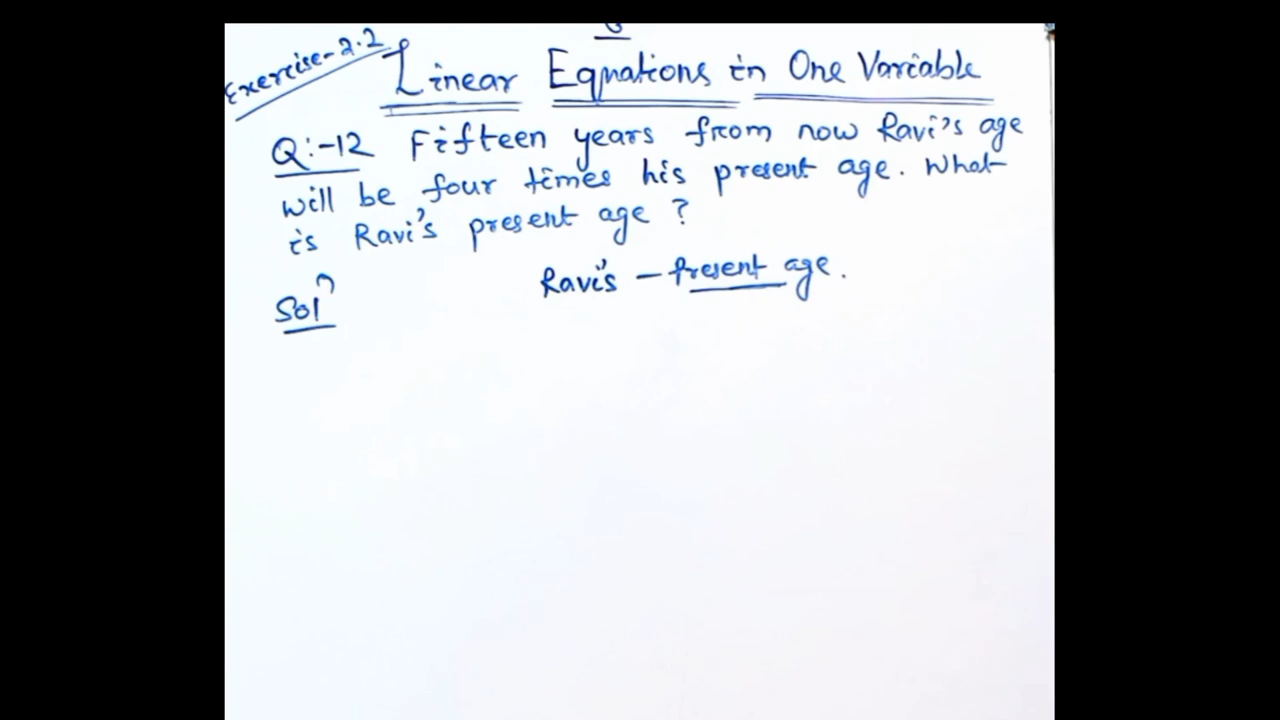 Exercise-2.2
Linear Equations in One Variable
Q:-12 Fifteen years from now Ravi's age
will be four times his present age. What
is Ravi's present age ?
Ravi's - present age.
Solⁿ